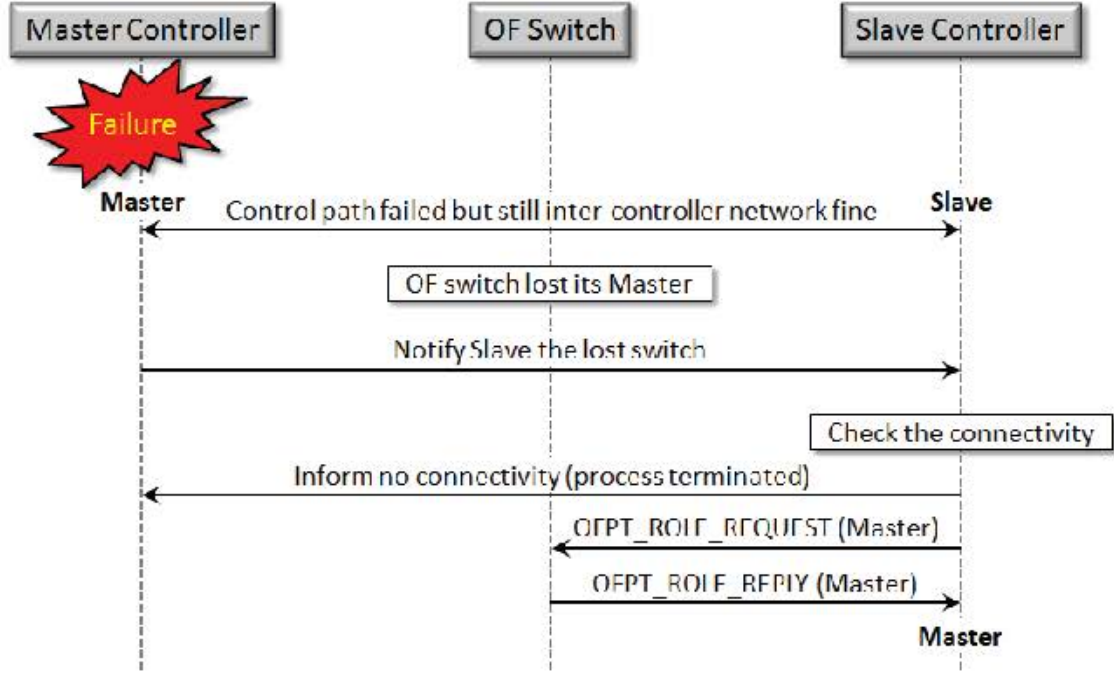 Master Controller
OF Switch
Slave Controller
Failure
Master
Slave
Control path failed but still inter controller network fine
OF switch lost its Master
Notify Slave the lost switch
Check the connectivity
Inform no connectivity (process terminated)
OFPT_ROLE_REQUEST (Master)
OFPT_ROLE_REPLY (Master)
Master